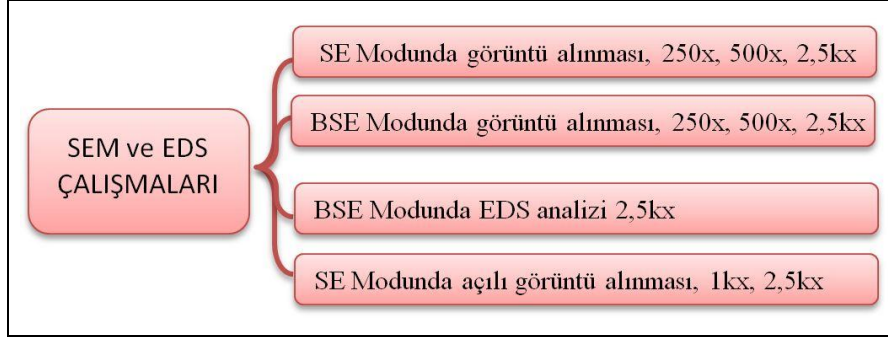 SE Modunda görüntü alınması, 250x, 500x, 2,5kx
BSE Modunda görüntü alınması, 250x, 500x, 2,5kx
SEM ve EDS
ÇALIŞMALARI
BSE Modunda EDS analizi 2,5kx
SE Modunda açılı görüntü alınması, 1kx, 2,5kx